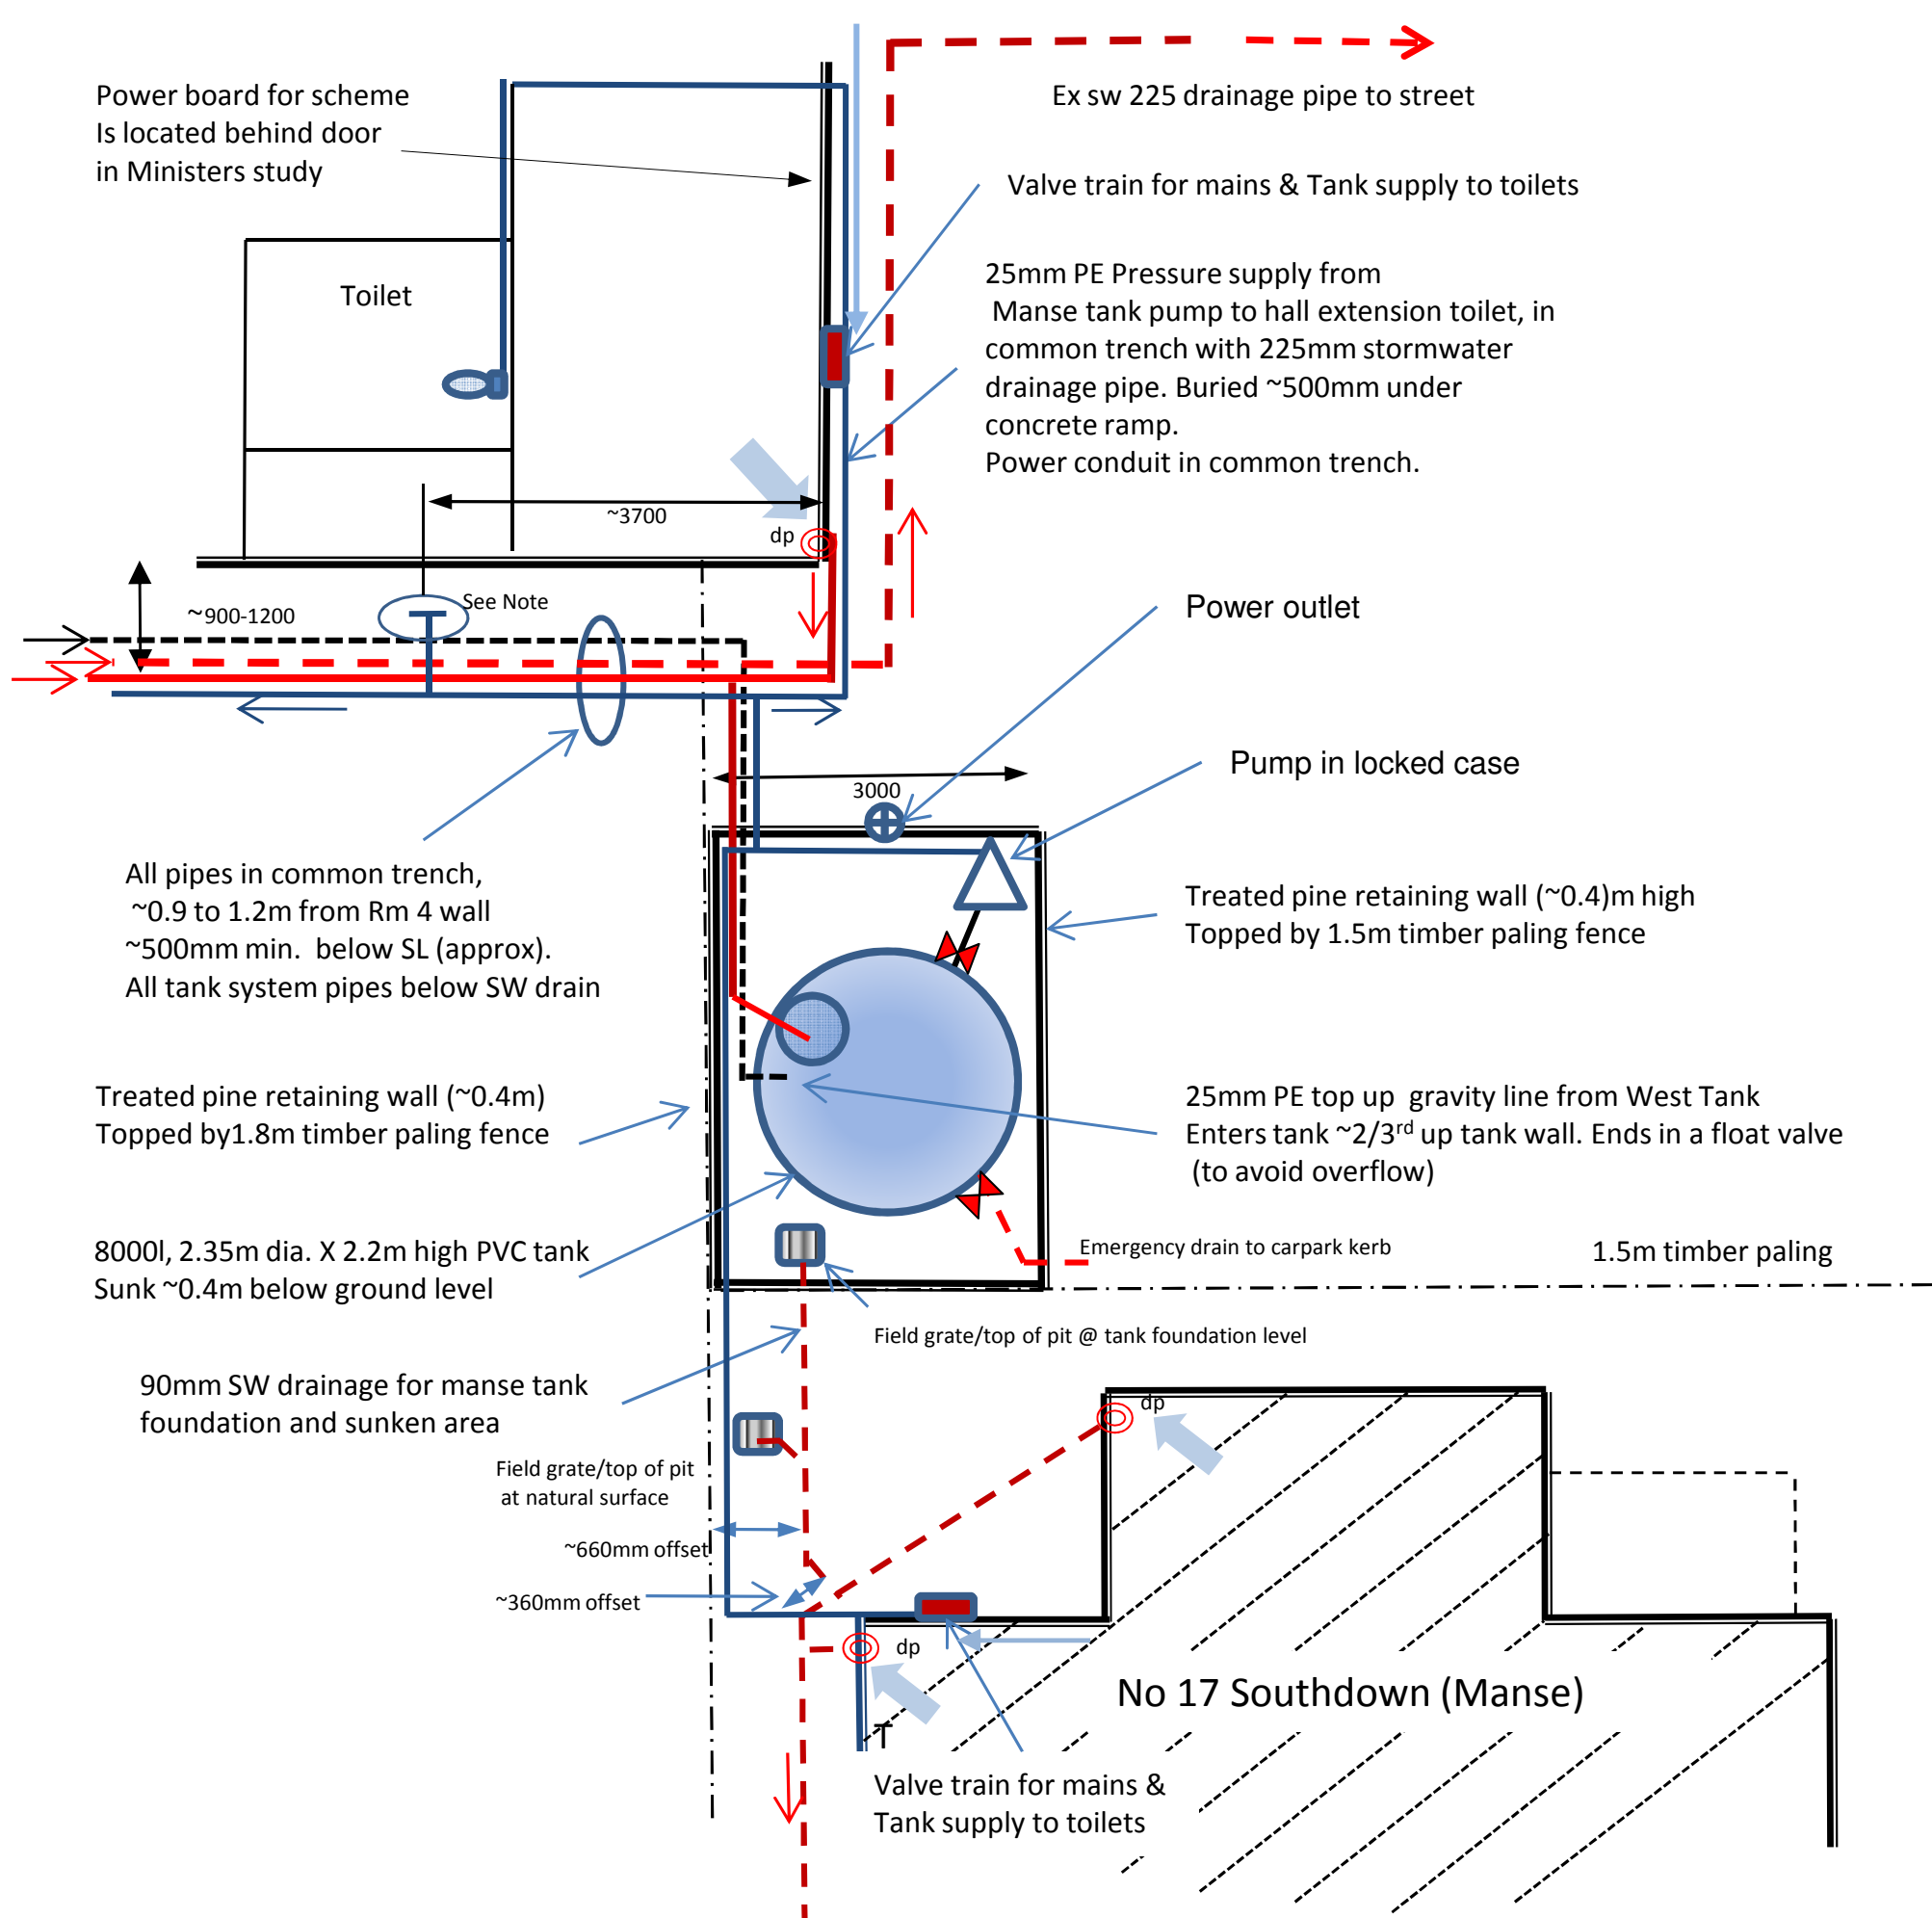 Power board for scheme
Is located behind door
in Ministers study
Ex sw 225 drainage pipe to street
Valve train for mains & Tank supply to toilets
25mm PE Pressure supply from
Manse tank pump to hall extension toilet, in
common trench with 225mm stormwater
drainage pipe. Buried ~500mm under
concrete ramp.
Power conduit in common trench.
Toilet
~3700
dp
~900-1200
See Note
Power outlet
Pump in locked case
3000
All pipes in common trench,
~0.9 to 1.2m from Rm 4 wall
~500mm min. below SL (approx).
All tank system pipes below SW drain
Treated pine retaining wall (~0.4)m high
Topped by 1.5m timber paling fence
Treated pine retaining wall (~0.4m)
Topped by1.8m timber paling fence
25mm PE top up gravity line from West Tank
Enters tank ~2/3rd up tank wall. Ends in a float valve
(to avoid overflow)
8000l, 2.35m dia. X 2.2m high PVC tank
Sunk ~0.4m below ground level
Emergency drain to carpark kerb
1.5m timber paling
Field grate/top of pit @ tank foundation level
90mm SW drainage for manse tank
foundation and sunken area
dp
Field grate/top of pit
at natural surface
~660mm offset
~360mm offset
dp
No 17 Southdown (Manse)
T
Valve train for mains &
Tank supply to toilets